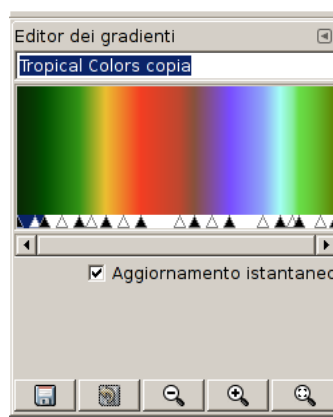 Editor dei gradienti
Tropical Colors copia
Aggiornamento istantaneo